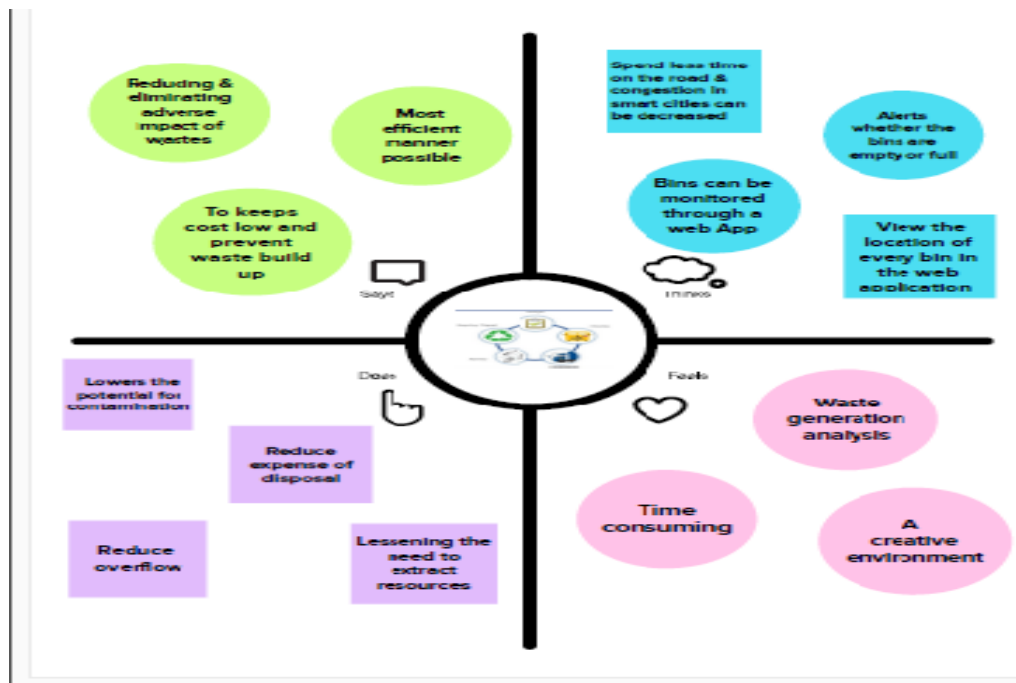 Reducing &
elimirating
adverse
impact of
wastes
Most
efficient
manner
possible
To keeps
cost low and
prevent
waste build
up
Says
Spend less time
on the road &
congestion in
smart cities can
be decreased
Alerts
whether the
bins are
empty or full
Bins can be
monitored
through a
web App
View the
location of
every bin in
the web
application
Thinks
Does
Lowers the
potential for
contamination
Reduce
expense of
disposal
Reduce
overflow
Lessening the
need to
extract
resources
Feels
Waste
generation
analysis
Time
consuming
A
creative
environment